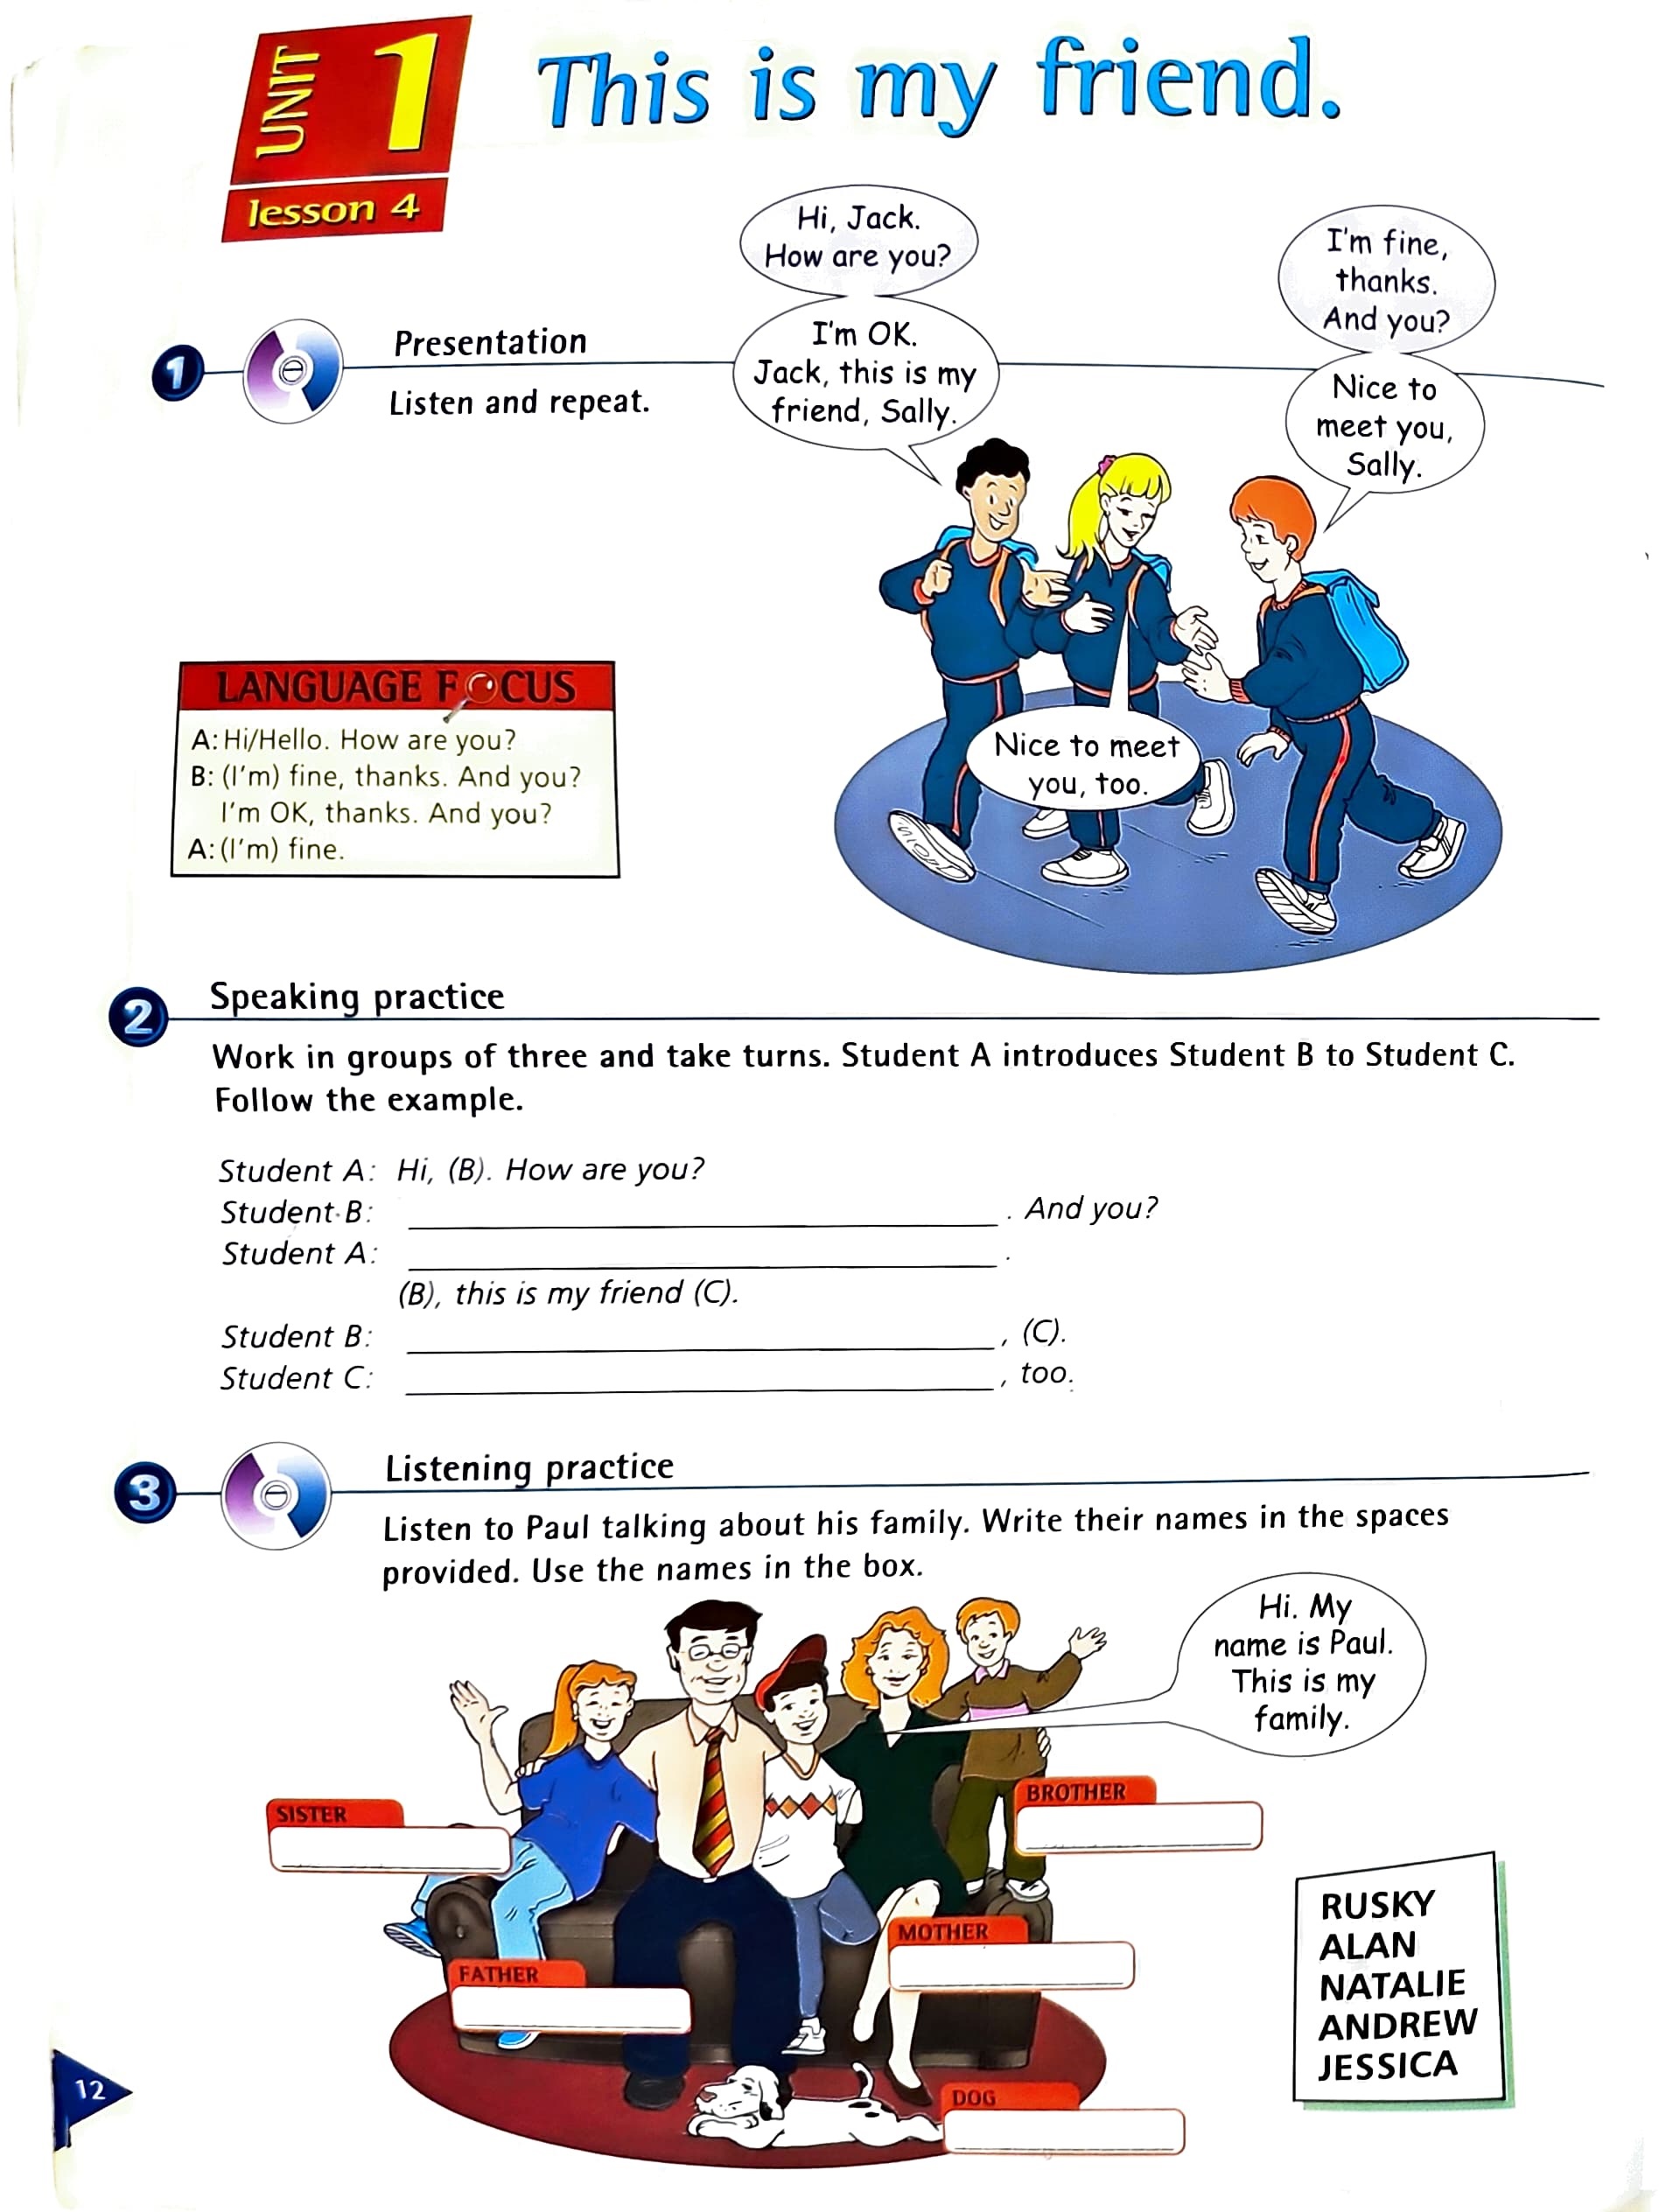 UNIT 1
lesson 4
This is my friend.
1
Presentation
Listen and repeat.
Hi, Jack.
How are you?
I'm fine,
thanks.
And you?
I'm OK.
Jack, this is my
friend, Sally.
Nice to
meet you,
Sally.
Nice to meet
you, too.
LANGUAGE FOCUS
A: Hi/Hello. How are you?
B: (I'm) fine, thanks. And you?
I'm OK, thanks. And you?
A: (I'm) fine.
2
Speaking practice
Work in groups of three and take turns. Student A introduces Student B to Student C.
Follow the example.
Student A: Hi, (B). How are you?
Student B: ____________________ . And you?
Student A: ____________________ .
(B), this is my friend (C).
Student B: ____________________ , (C).
Student C: ____________________ , too.
3
Listening practice
Listen to Paul talking about his family. Write their names in the spaces
provided. Use the names in the box.
Hi. My
name is Paul.
This is my
family.
SISTER
BROTHER
MOTHER
FATHER
DOG
RUSKY
ALAN
NATALIE
ANDREW
JESSICA
12